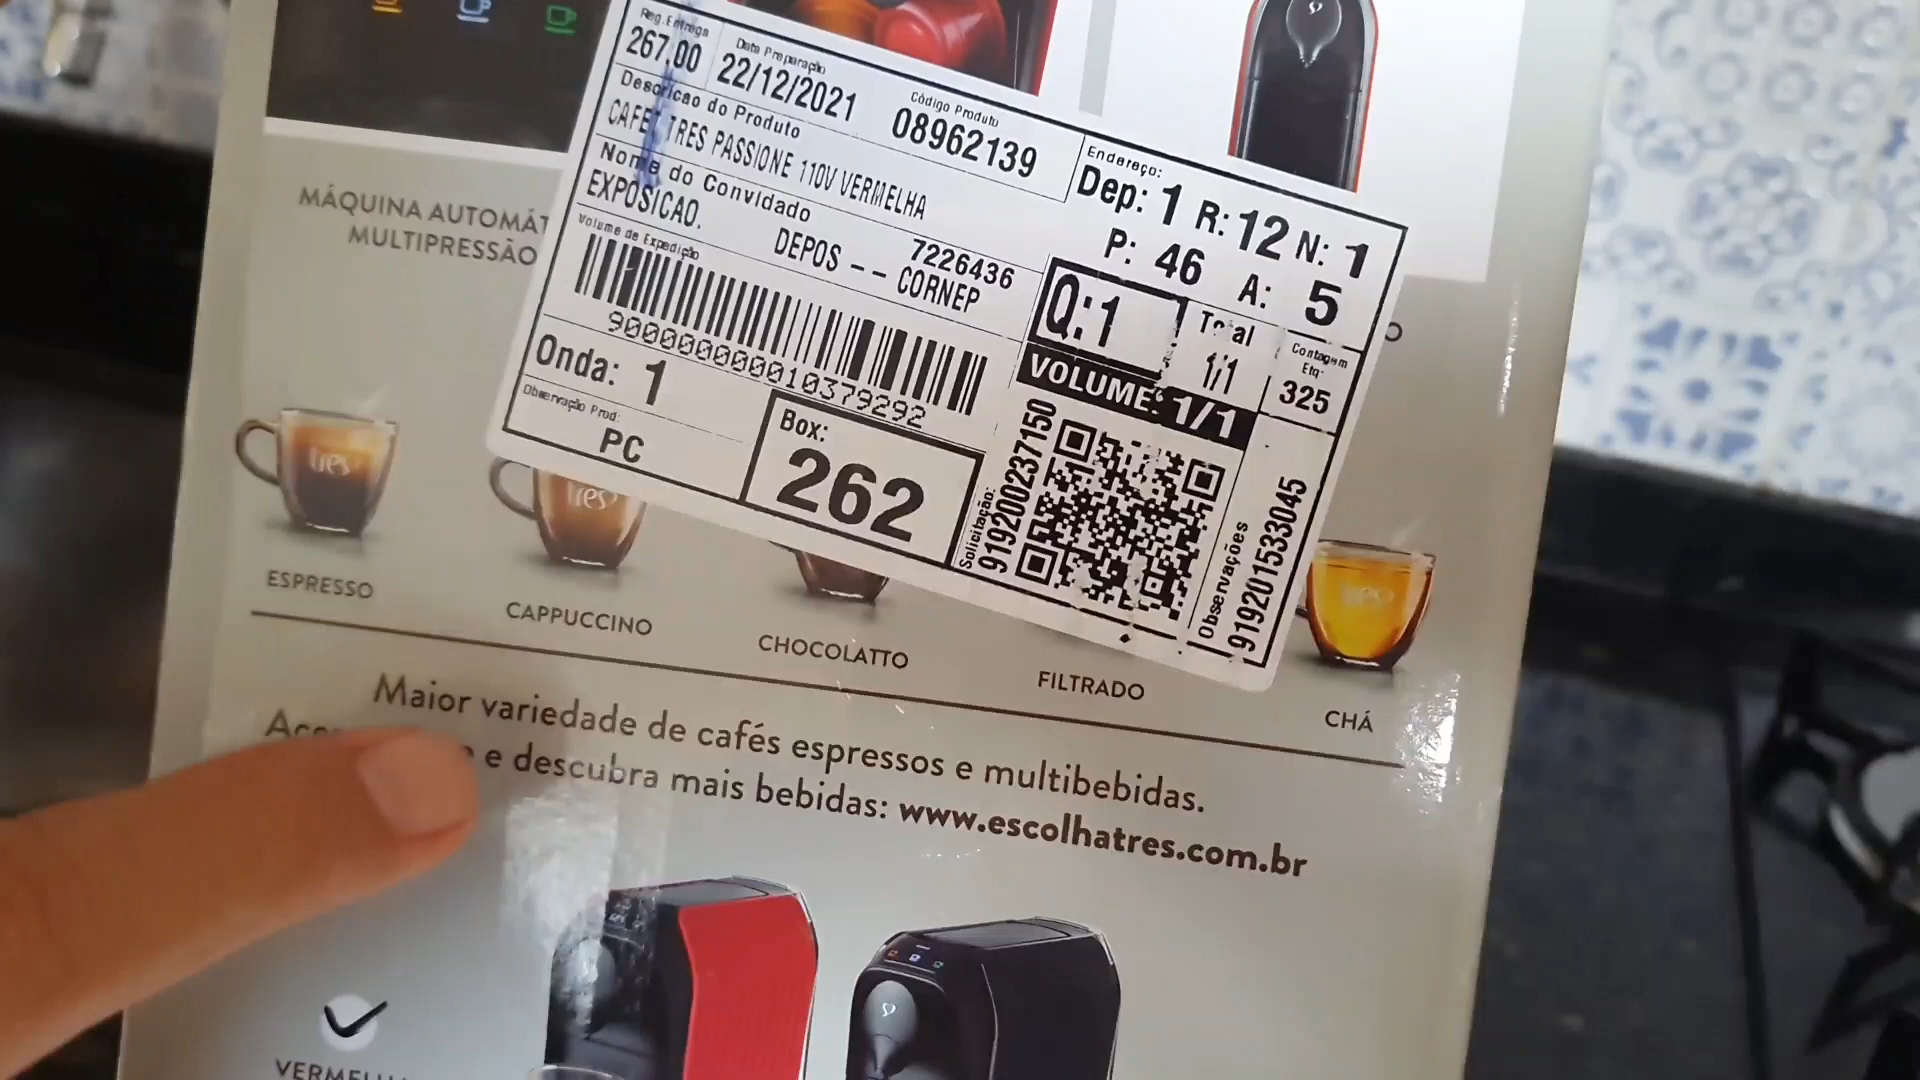 Reg. Entrega
267.00
Data Preparação
22/12/2021
Código Produto
08962139
Descricao do Produto
CAFET TRES PASSIONE 110V VERMELHA
Nome do Convidado
EXPOSICAO.
7226436
DEPOS -- CORNEP
Volume de Expedição
90000000010379292
Onda: 1
Observação Prod:
PC
Box:
262
Endereço:
Dep: 1 R: 12 N: 1
P: 46 A: 5
Q:1
Total
1/1
Contagem
Etq:
325
VOLUME: 1/1
Solicitação:
919200237150
Observações
919201533045
MÁQUINA AUTOMÁT
MULTIPRESSÃO
tres
tres
tres
ESPRESSO
CAPPUCCINO
CHOCOLATTO
FILTRADO
CHÁ
Maior variedade de cafés espressos e multibebidas.
e descubra mais bebidas: www.escolhatres.com.br